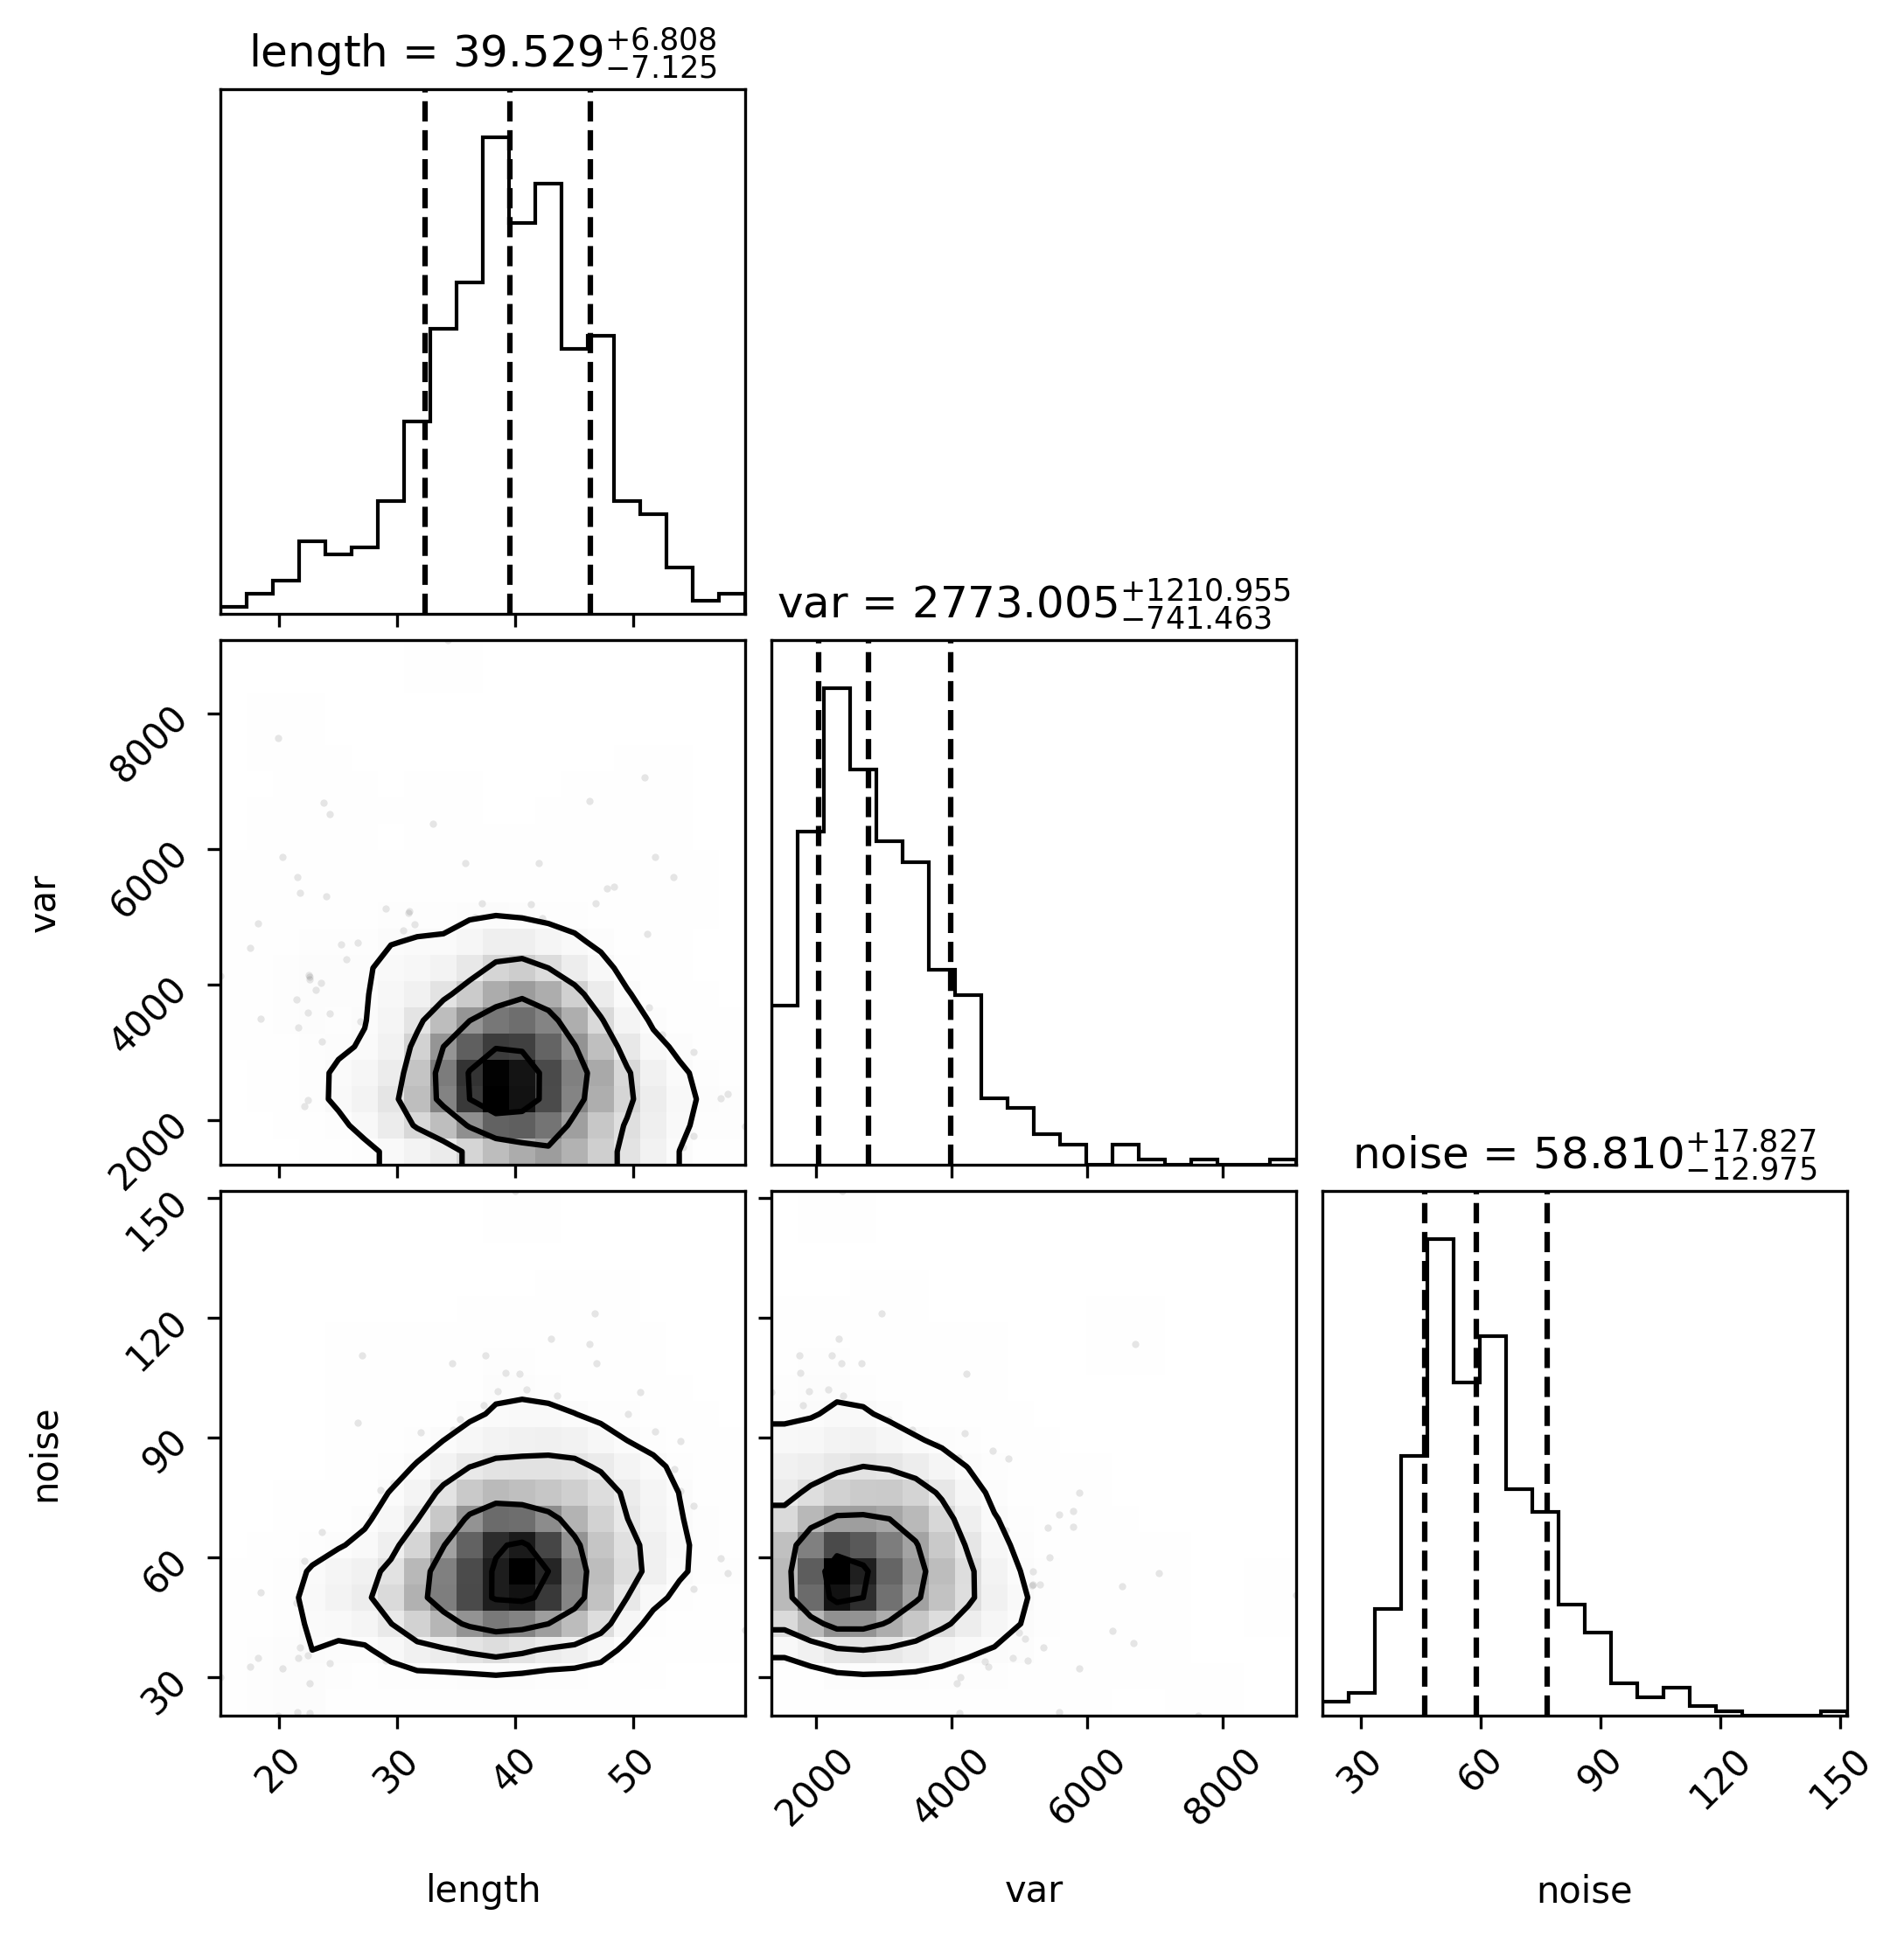 length = 39.529+6.808 −7.125
var = 2773.005+1210.955 −741.463
8000
6000
4000
2000
var
noise = 58.810+17.827 −12.975
150
120
90
60
30
noise
20 30 40 50 2000 4000 6000 8000 30 60 90 120 150
length var noise